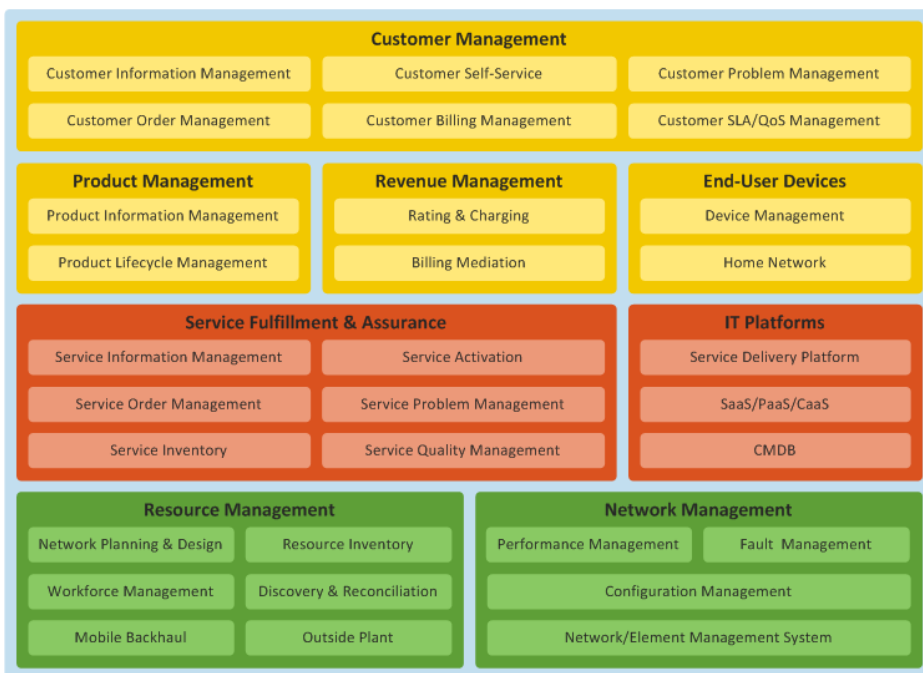 Customer Management
Customer Information Management
Customer Self-Service
Customer Problem Management
Customer Order Management
Customer Billing Management
Customer SLA/QoS Management
Product Management
Product Information Management
Product Lifecycle Management
Revenue Management
Rating & Charging
Billing Mediation
End-User Devices
Device Management
Home Network
Service Fulfillment & Assurance
Service Information Management
Service Activation
Service Order Management
Service Problem Management
Service Inventory
Service Quality Management
IT Platforms
Service Delivery Platform
SaaS/PaaS/CaaS
CMDB
Resource Management
Network Planning & Design
Resource Inventory
Workforce Management
Discovery & Reconciliation
Mobile Backhaul
Outside Plant
Network Management
Performance Management
Fault Management
Configuration Management
Network/Element Management System